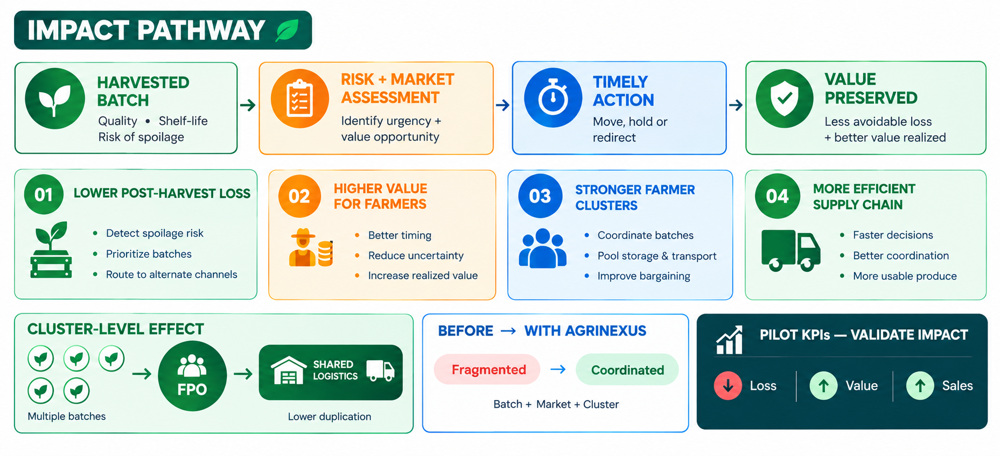 IMPACT PATHWAY
HARVESTED
BATCH
Quality • Shelf-life
Risk of spoilage
RISK + MARKET
ASSESSMENT
Identify urgency +
value opportunity
TIMELY
ACTION
Move, hold or
redirect
VALUE
PRESERVED
Less avoidable loss
+ better value realized
01
LOWER POST-HARVEST LOSS
• Detect spoilage risk
• Prioritize batches
• Route to alternate channels
02
HIGHER VALUE
FOR FARMERS
• Better timing
• Reduce uncertainty
• Increase realized value
03
STRONGER FARMER
CLUSTERS
• Coordinate batches
• Pool storage & transport
• Improve bargaining
04
MORE EFFICIENT
SUPPLY CHAIN
• Faster decisions
• Better coordination
• More usable produce
CLUSTER-LEVEL EFFECT
Multiple batches
FPO
SHARED
LOGISTICS
Lower duplication
BEFORE → WITH AGRINEXUS
Fragmented → Coordinated
Batch + Market + Cluster
PILOT KPIs — VALIDATE IMPACT
↓ Loss
↑ Value
↑ Sales